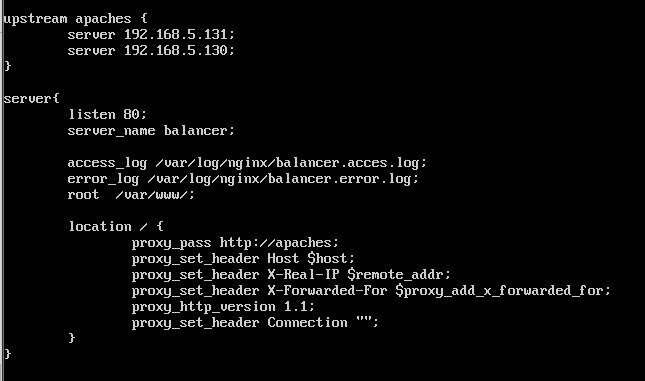 upstream apaches {
        server 192.168.5.131;
        server 192.168.5.130;
}

server{
        listen 80;
        server_name balancer;

        access_log /var/log/nginx/balancer.acces.log;
        error_log /var/log/nginx/balancer.error.log;
        root  /var/www/;

        location / {
                proxy_pass http://apaches;
                proxy_set_header Host $host;
                proxy_set_header X-Real-IP $remote_addr;
                proxy_set_header X-Forwarded-For $proxy_add_x_forwarded_for;
                proxy_http_version 1.1;
                proxy_set_header Connection "";
        }
}